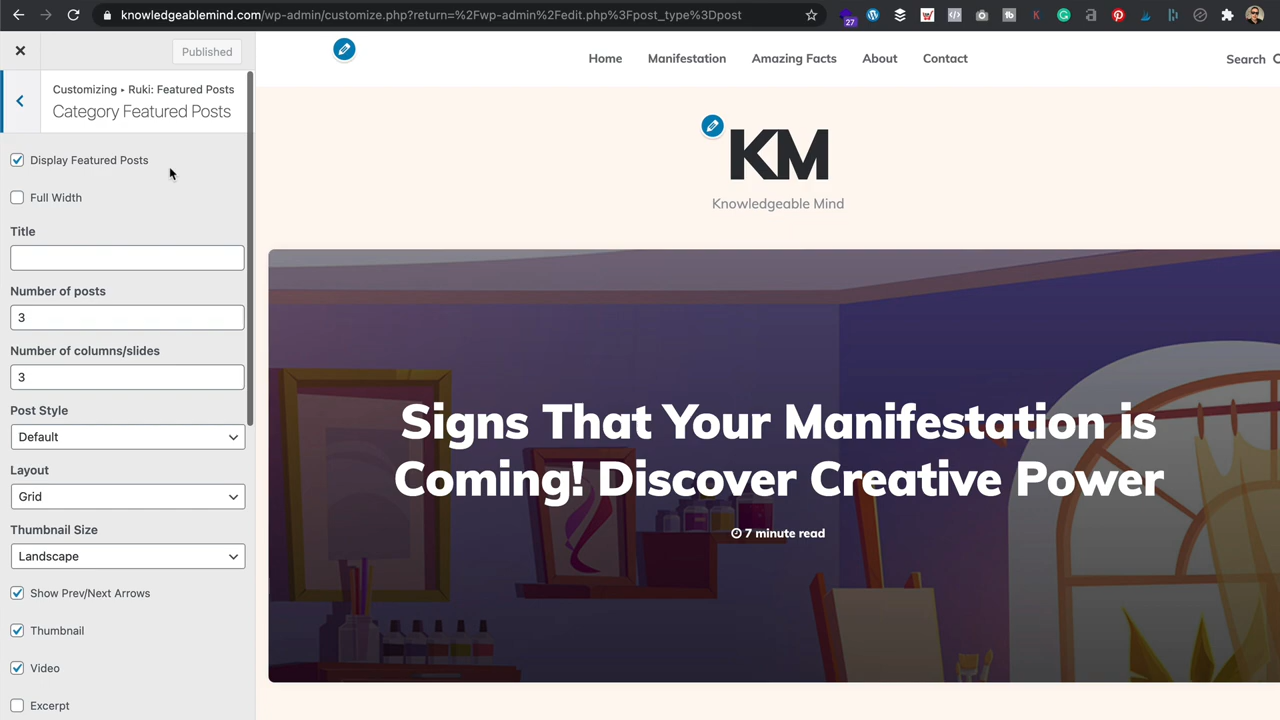 knowledgeablemind.com/wp-admin/customize.php?return=%2Fwp-admin%2Fedit.php%3Fpost_type%3Dpost
27
Published
Customizing ▸ Ruki: Featured Posts
Category Featured Posts
Display Featured Posts
Full Width
Title
Number of posts
3
Number of columns/slides
3
Post Style
Default
Layout
Grid
Thumbnail Size
Landscape
Show Prev/Next Arrows
Thumbnail
Video
Excerpt
Home Manifestation Amazing Facts About Contact Search
KM
Knowledgeable Mind
Signs That Your Manifestation is
Coming! Discover Creative Power
7 minute read